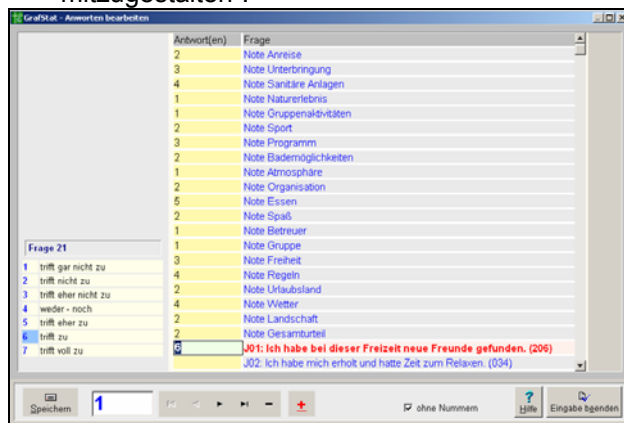 mitzugestalten".
GrafStat - Anworten bearbeiten
Antwort(en) Frage
2 Note Anreise
3 Note Unterbringung
4 Note Sanitäre Anlagen
1 Note Naturerlebnis
1 Note Gruppenaktivitäten
2 Note Sport
3 Note Programm
2 Note Bademöglichkeiten
1 Note Atmosphäre
2 Note Organisation
5 Note Essen
2 Note Spaß
1 Note Betreuer
1 Note Gruppe
3 Note Freiheit
4 Note Regeln
2 Note Urlaubsland
4 Note Wetter
2 Note Landschaft
2 Note Gesamturteil
6 J01: Ich habe bei dieser Freizeit neue Freunde gefunden. (206)
J02: Ich habe mich erholt und hatte Zeit zum Relaxen. (034)
Frage 21
1 trifft gar nicht zu
2 trifft nicht zu
3 trifft eher nicht zu
4 weder - noch
5 trifft eher zu
6 trifft zu
7 trifft voll zu
Speichern 1 ohne Nummern Hilfe Eingabe beenden